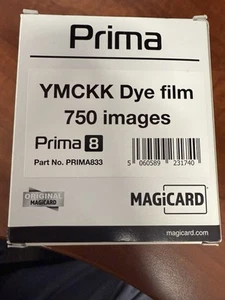 Prima
YMCKK Dye film
750 images
Prima 8
Part No. PRIMA833
5 060589 231740
ORIGINAL
MAGICARD
MAGiCARD
magicard.com